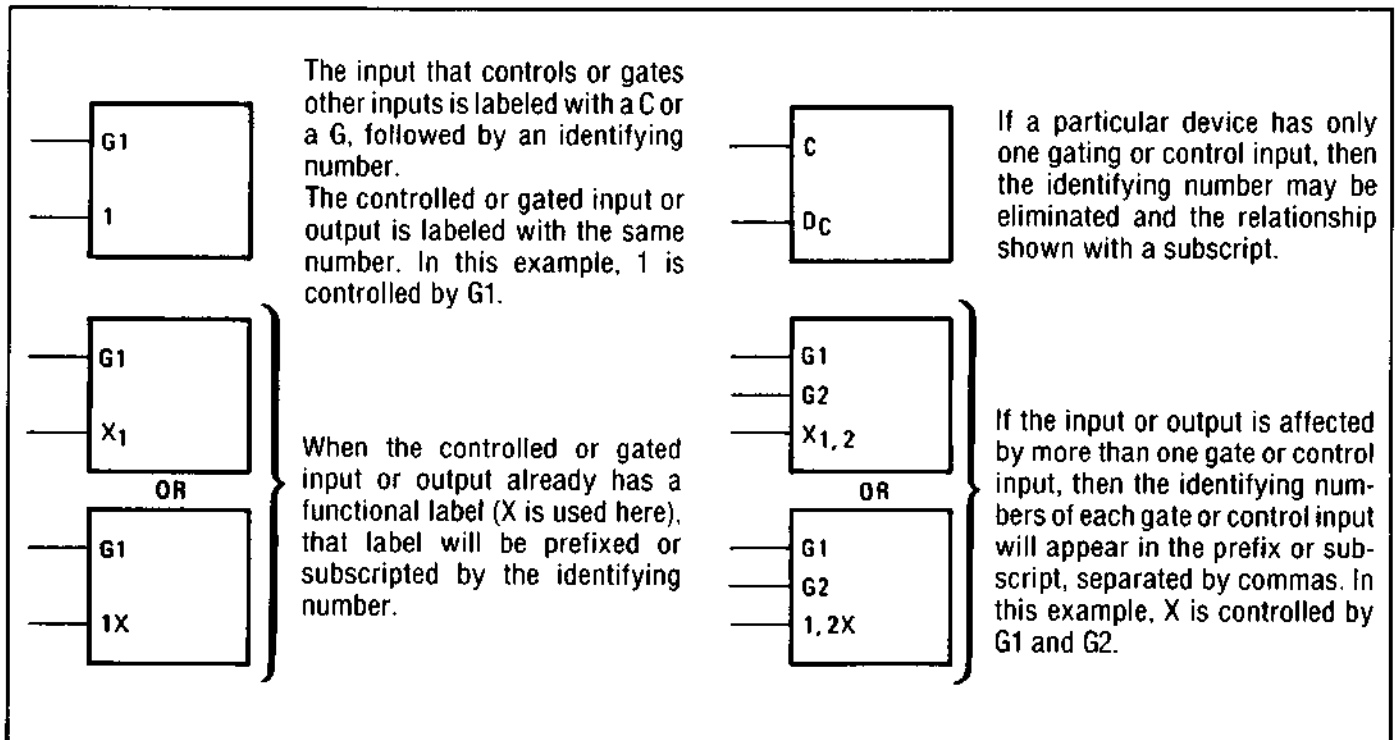 G1
1
The input that controls or gates
other inputs is labeled with a C or
a G, followed by an identifying
number.
The controlled or gated input or
output is labeled with the same
number. In this example, 1 is
controlled by G1.
G1
X1
OR
G1
1X
When the controlled or gated
input or output already has a
functional label (X is used here),
that label will be prefixed or
subscripted by the identifying
number.
C
DC
If a particular device has only
one gating or control input, then
the identifying number may be
eliminated and the relationship
shown with a subscript.
G1
G2
X1,2
OR
G1
G2
1,2X
If the input or output is affected
by more than one gate or control
input, then the identifying num-
bers of each gate or control input
will appear in the prefix or sub-
script, separated by commas. In
this example, X is controlled by
G1 and G2.